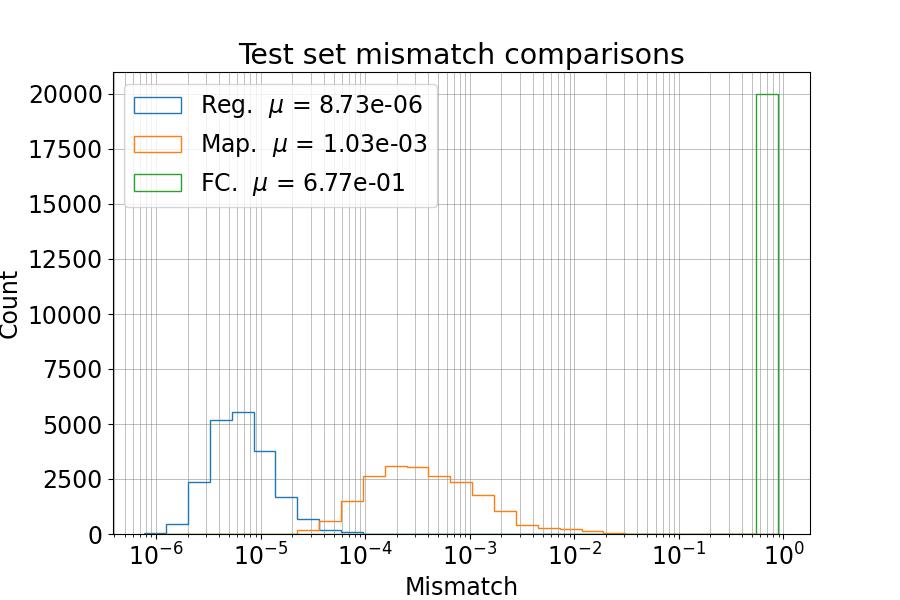 Test set mismatch comparisons
Reg. μ = 8.73e-06
Map. μ = 1.03e-03
FC. μ = 6.77e-01
20000
17500
15000
12500
10000
7500
5000
2500
0
Count
10⁻⁶ 10⁻⁵ 10⁻⁴ 10⁻³ 10⁻² 10⁻¹ 10⁰
Mismatch